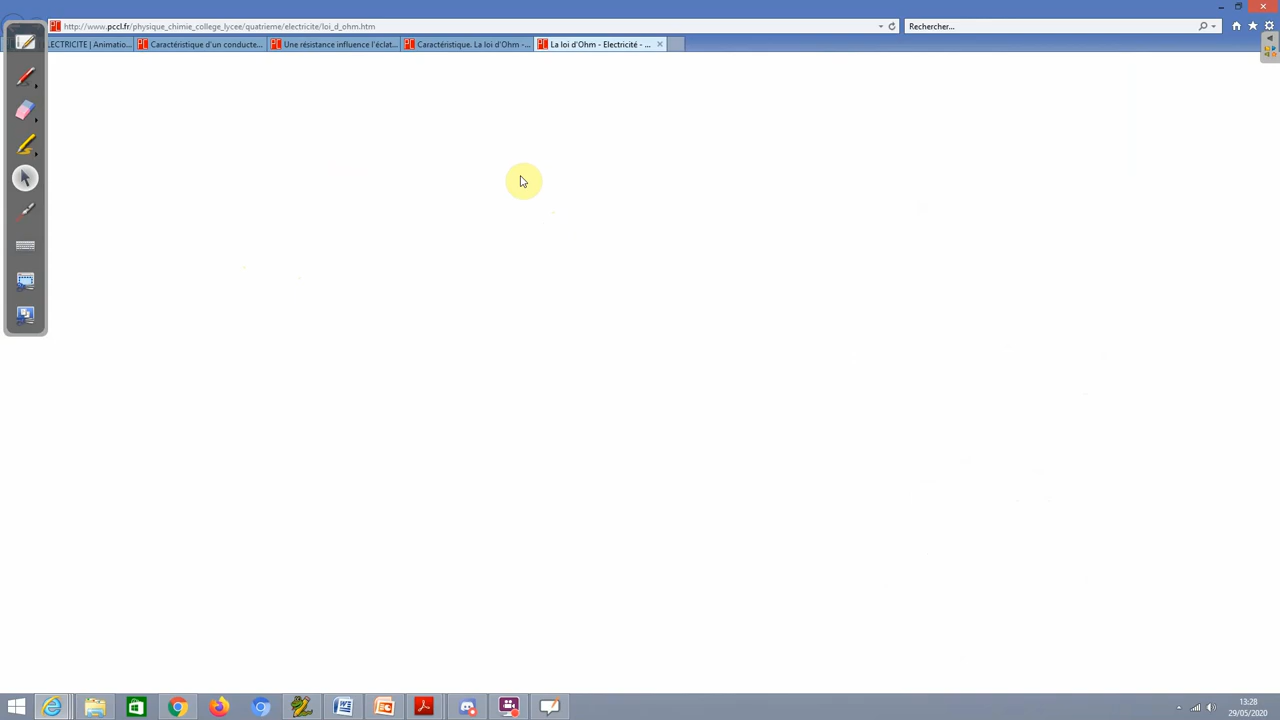 http://www.pccl.fr/physique_chimie_college_lycee/quatrieme/electricite/loi_d_ohm.htm
Rechercher...
LECTRICITE | Animatio...
Caractéristique d'un conducte...
Une résistance influence l'éclat...
Caractéristique. La loi d'Ohm -...
La loi d'Ohm - Electricité - ...
13:28
29/05/2020